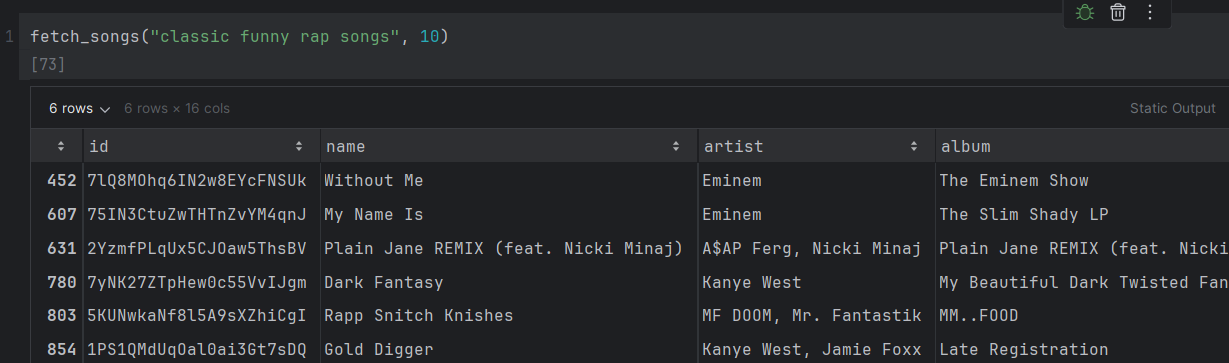 1 fetch_songs("classic funny rap songs", 10)
[73]
6 rows 6 rows × 16 cols Static Output
id name artist album
452 7lQ8MOhq6IN2w8EYcFNSUk Without Me Eminem The Eminem Show
607 75IN3CtuZwTHTnZvYM4qnJ My Name Is Eminem The Slim Shady LP
631 2YzmfPLqUx5CJOaw5ThsBV Plain Jane REMIX (feat. Nicki Minaj) A$AP Ferg, Nicki Minaj Plain Jane REMIX (feat. Nicki
780 7yNK27ZTpHew0c55VvIJgm Dark Fantasy Kanye West My Beautiful Dark Twisted Fan
803 5KUNwkaNf8l5A9sXZhiCgI Rapp Snitch Knishes MF DOOM, Mr. Fantastik MM..FOOD
854 1PS1QMdUqOal0ai3Gt7sDQ Gold Digger Kanye West, Jamie Foxx Late Registration